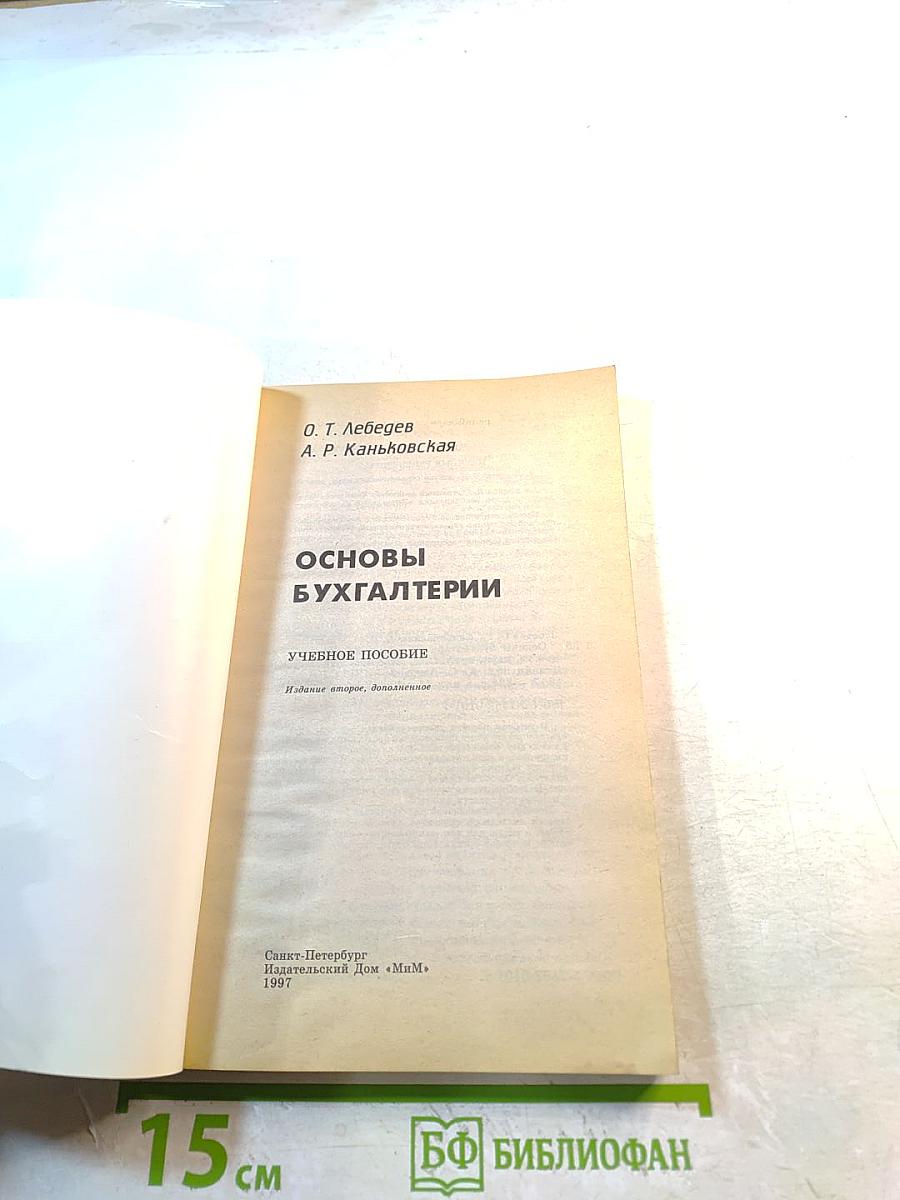 О. Т. Лебедев
А. Р. Каньковская
ОСНОВЫ
БУХГАЛТЕРИИ
УЧЕБНОЕ ПОСОБИЕ
Издание второе, дополненное
Санкт-Петербург
Издательский Дом «МиМ»
1997
15 см
БФ БИБЛИОФАН